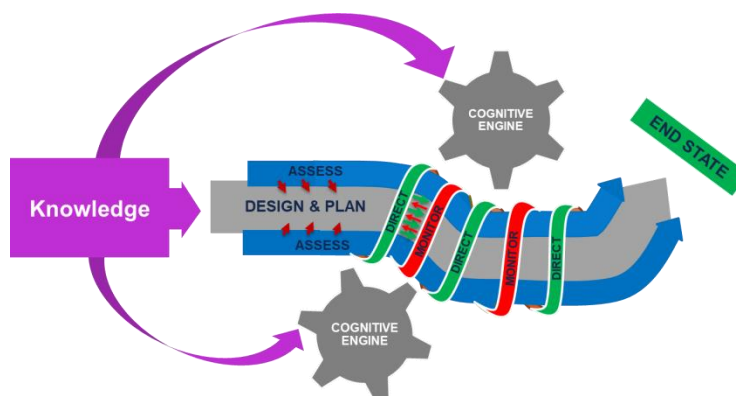 COGNITIVE
ENGINE
END STATE
ASSESS
Knowledge
DESIGN & PLAN
ASSESS
DIRECT
MONITOR
DIRECT
MONITOR
DIRECT
COGNITIVE
ENGINE